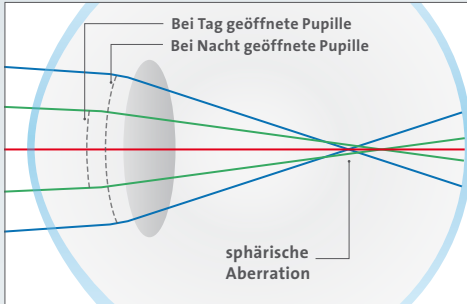 Bei Tag geöffnete Pupille
Bei Nacht geöffnete Pupille
sphärische
Aberration